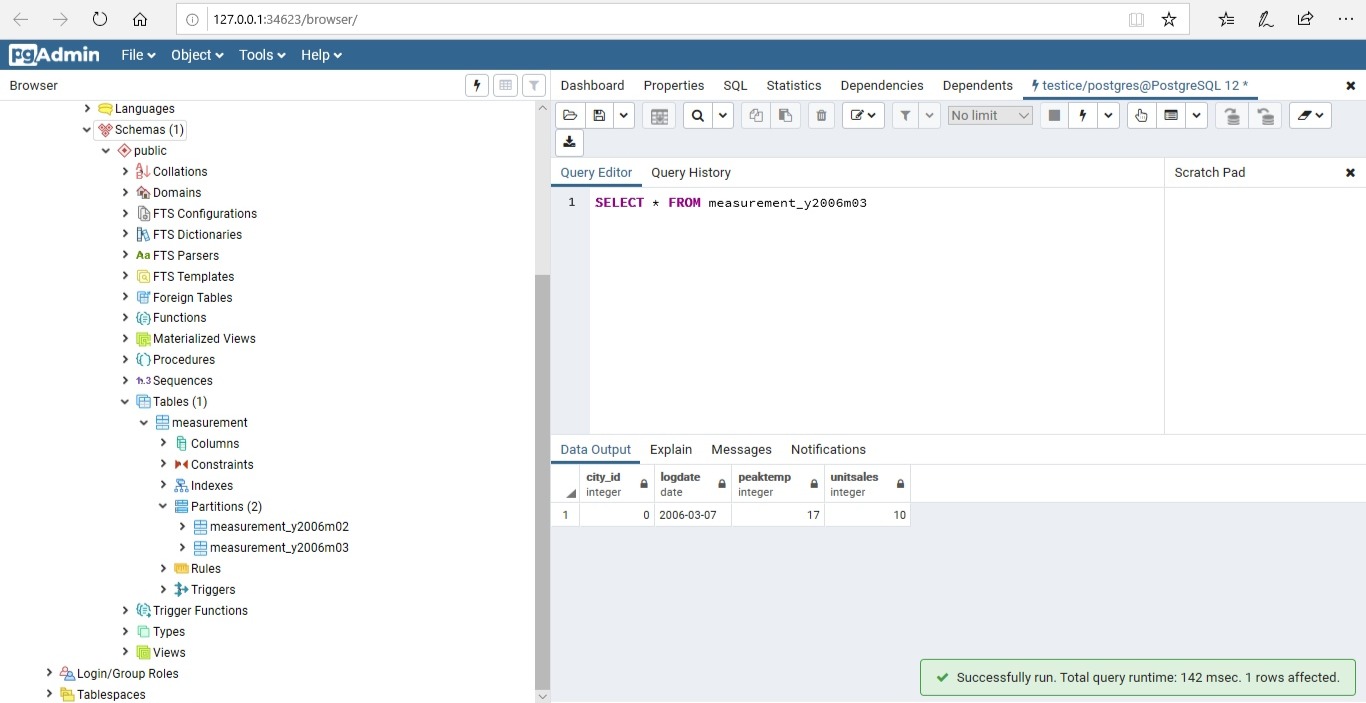 127.0.0.1:34623/browser/
pgAdmin File Object Tools Help
Browser
Dashboard Properties SQL Statistics Dependencies Dependents testice/postgres@PostgreSQL 12 *
Languages
Schemas (1)
public
Collations
Domains
FTS Configurations
FTS Dictionaries
Aa FTS Parsers
FTS Templates
Foreign Tables
Functions
Materialized Views
Procedures
1..3 Sequences
Tables (1)
measurement
Columns
Constraints
Indexes
Partitions (2)
measurement_y2006m02
measurement_y2006m03
Rules
Triggers
Trigger Functions
Types
Views
Login/Group Roles
Tablespaces
No limit
Query Editor Query History
Scratch Pad
1 SELECT * FROM measurement_y2006m03
Data Output Explain Messages Notifications
city_id logdate peaktemp unitsales
integer date integer integer
1 0 2006-03-07 17 10
Successfully run. Total query runtime: 142 msec. 1 rows affected.